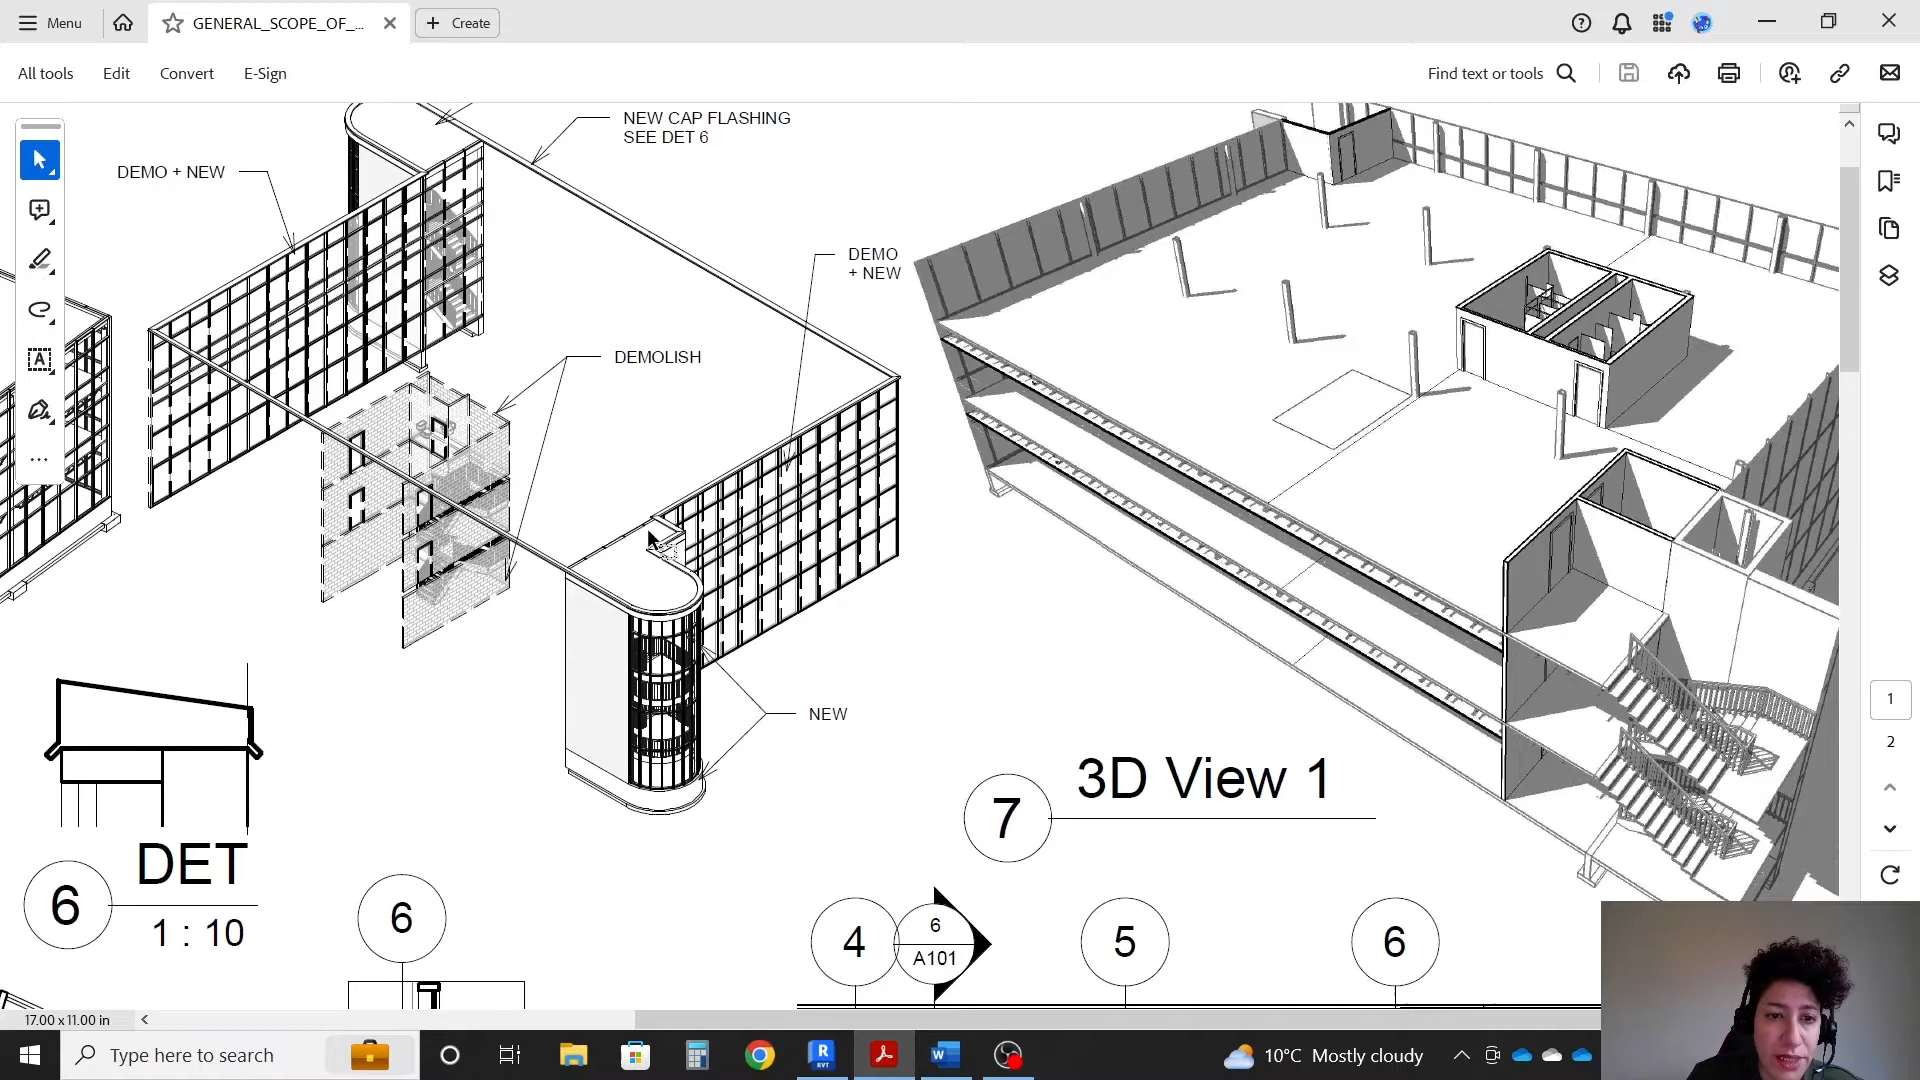 Menu
GENERAL_SCOPE_OF_...
Create
All tools
Edit
Convert
E-Sign
Find text or tools
NEW CAP FLASHING
SEE DET 6
DEMO + NEW
DEMO
+ NEW
DEMOLISH
NEW
3D View 1
7
DET
6
1 : 10
6
4
6
A101
5
6
1
2
17.00 x 11.00 in
Type here to search
10°C Mostly cloudy